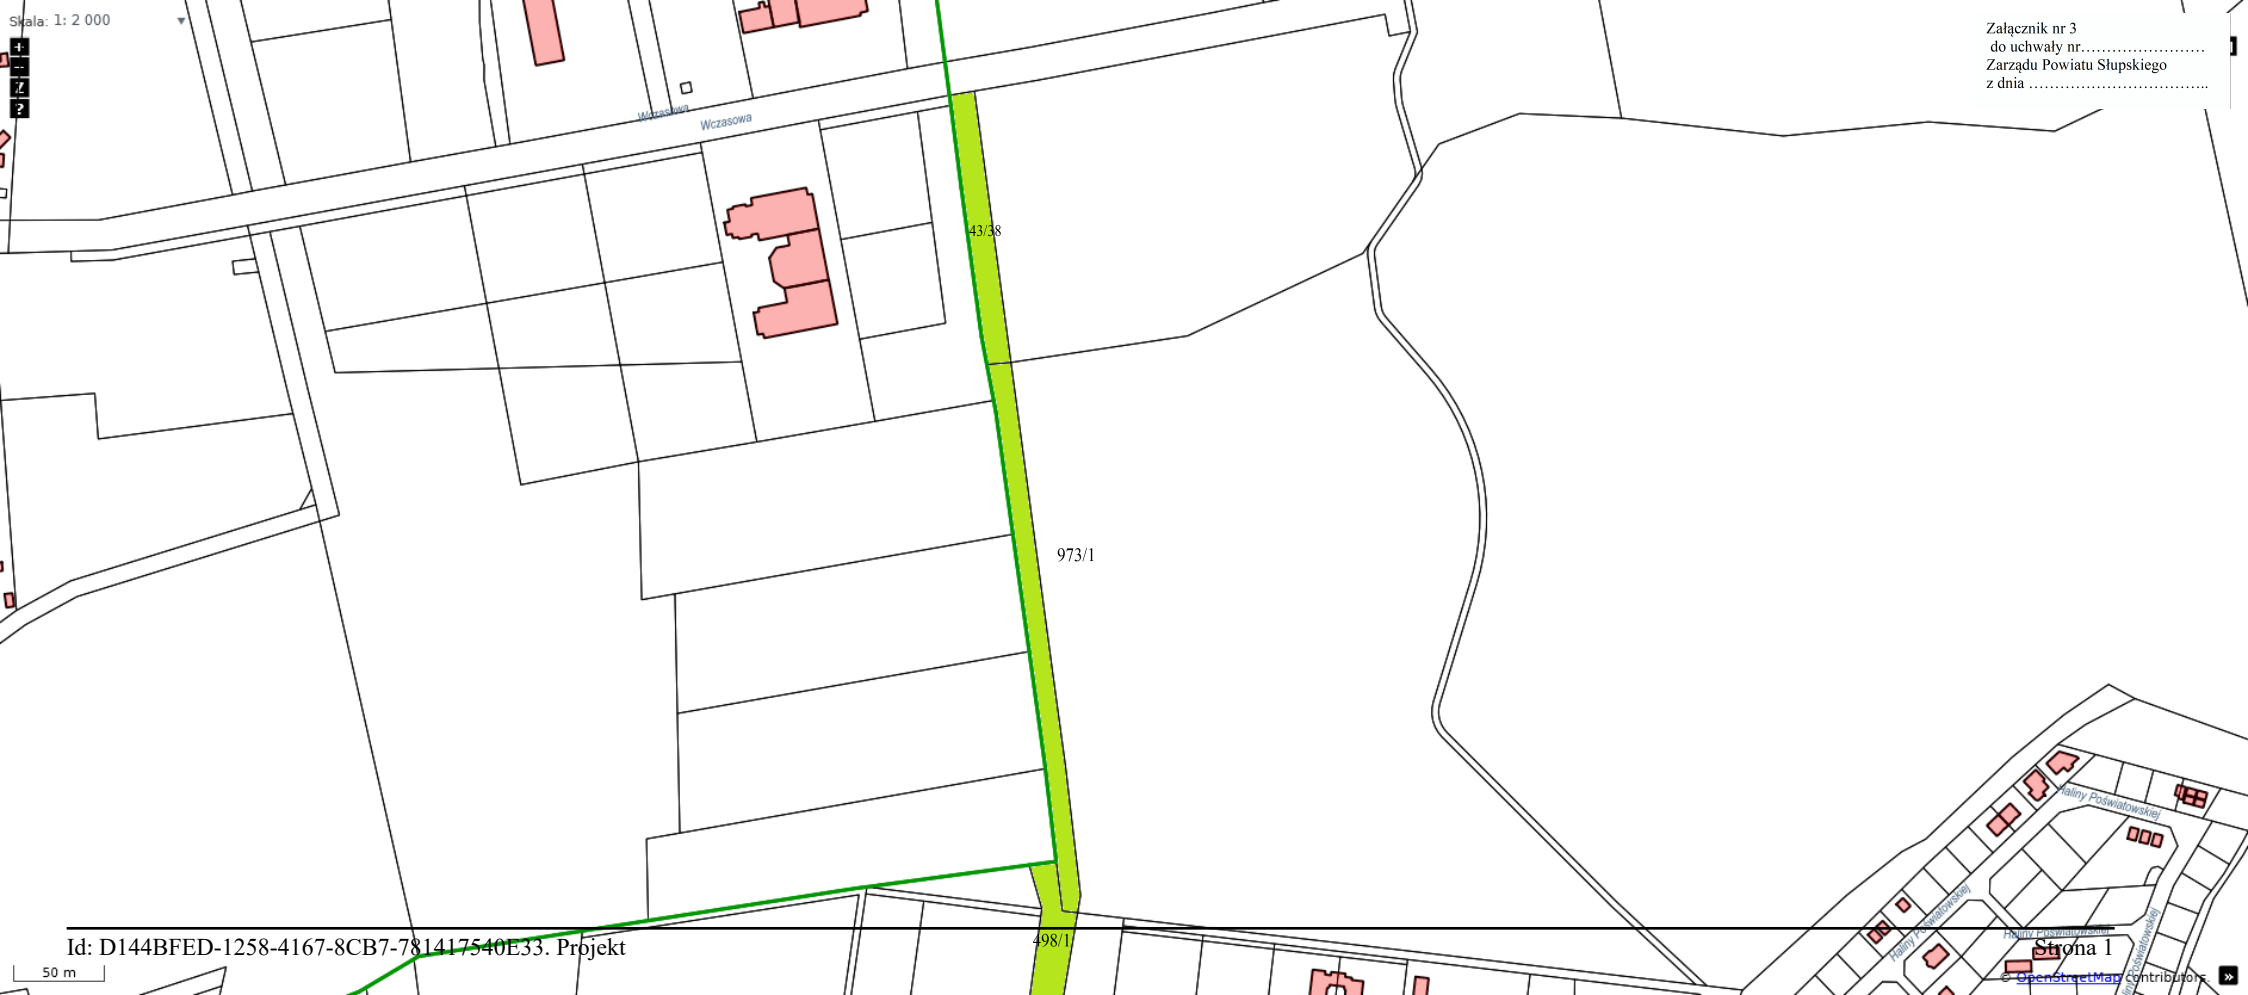 Skala: 1: 2 000
+
-
Z
?
Załącznik nr 3
do uchwały nr……………………
Zarządu Powiatu Słupskiego
z dnia ……………………………..
Wczasowa
Wczasowa
43/38
973/1
Haliny Poświatowskiej
Haliny Poświatowskiej
Haliny Poświatowskiej
498/1
Id: D144BFED-1258-4167-8CB7-781417540E33. Projekt
Strona 1
50 m
© OpenStreetMap contributors.
»